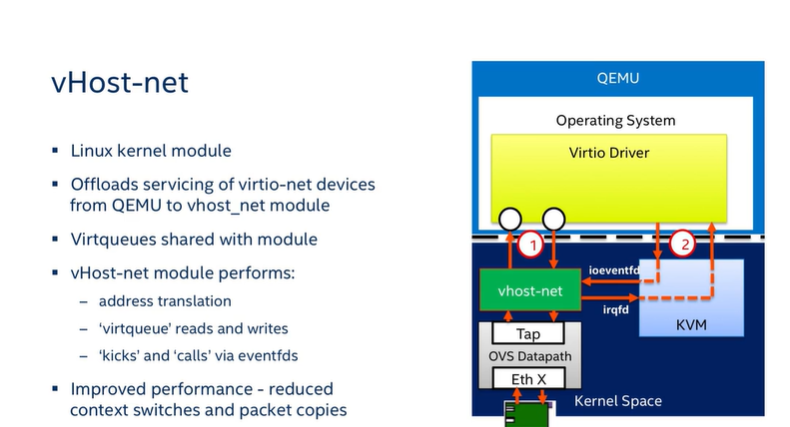 vHost-net
▪ Linux kernel module
▪ Offloads servicing of virtio-net devices
from QEMU to vhost_net module
▪ Virtqueues shared with module
▪ vHost-net module performs:
– address translation
– ‘virtqueue’ reads and writes
– ‘kicks’ and ‘calls’ via eventfds
▪ Improved performance - reduced
context switches and packet copies
QEMU
Operating System
Virtio Driver
1
2
ioeventfd
vhost-net
irqfd
KVM
Tap
OVS Datapath
Eth X
Kernel Space